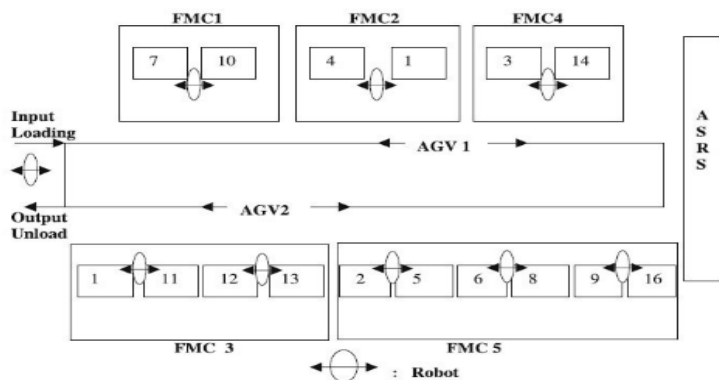 FMC1 FMC2 FMC4
7 10 4 1 3 14
A
S
R
S
Input
Loading
AGV 1
AGV2
Output
Unload
1 11 12 13 2 5 6 8 9 16
FMC 3 FMC 5
: Robot